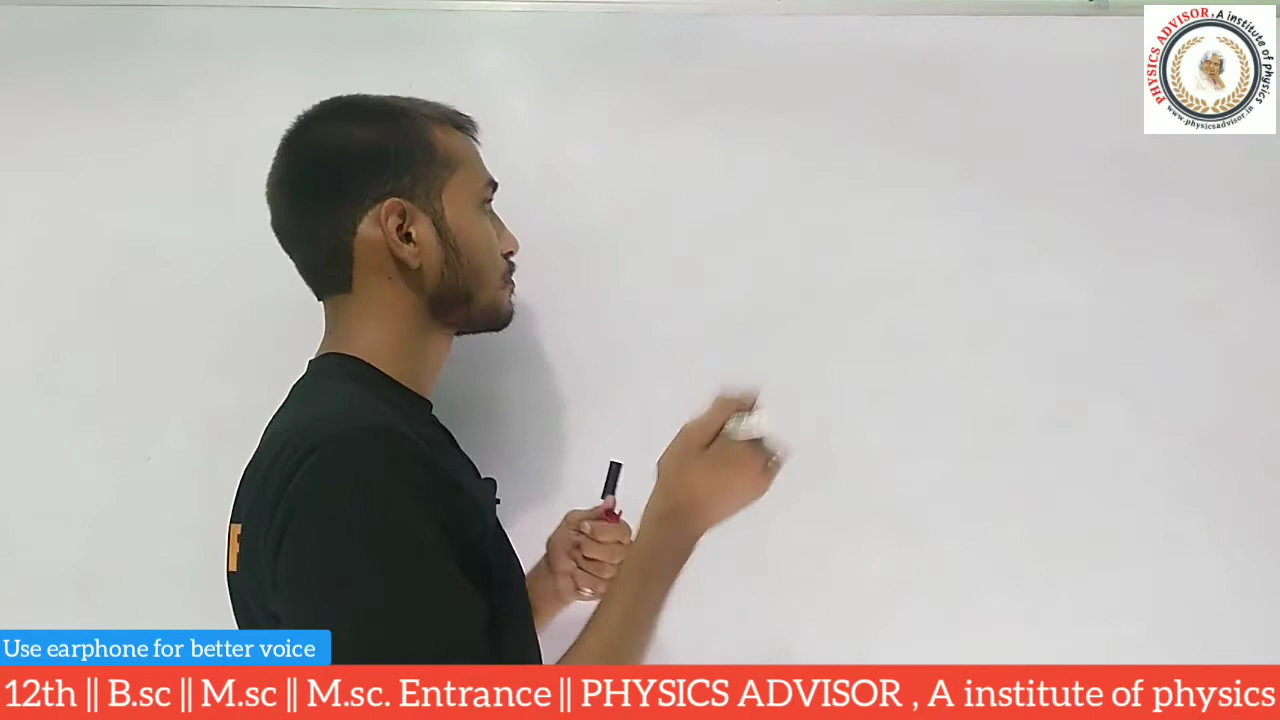 PHYSICS ADVISOR, A institute of physics
www.physicsadvisor.in
Use earphone for better voice
12th || B.sc || M.sc || M.sc. Entrance || PHYSICS ADVISOR , A institute of physics